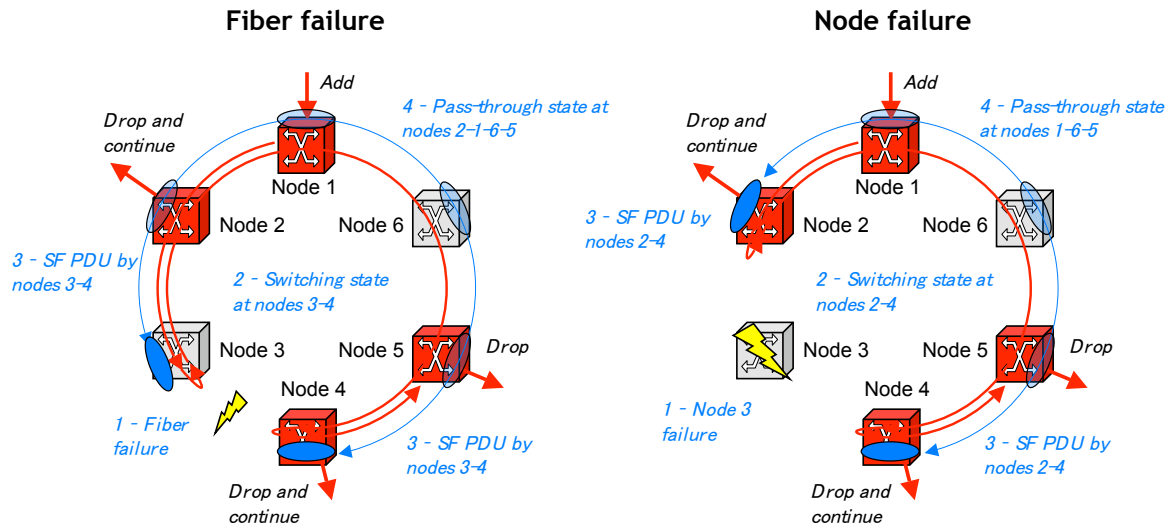 Fiber failure
Add
4 - Pass-through state at
nodes 2-1-6-5
Drop and
continue
Node 1
Node 2
Node 6
3 - SF PDU by
nodes 3-4
2 - Switching state
at nodes 3-4
Node 3
Node 5
Drop
Node 4
1 - Fiber
failure
3 - SF PDU by
nodes 3-4
Drop and
continue
Node failure
Add
4 - Pass-through state
at nodes 1-6-5
Drop and
continue
Node 1
Node 2
Node 6
3 - SF PDU by
nodes 2-4
2 - Switching state at
nodes 2-4
Node 3
Node 5
Drop
Node 4
1 - Node 3
failure
3 - SF PDU by
nodes 2-4
Drop and
continue